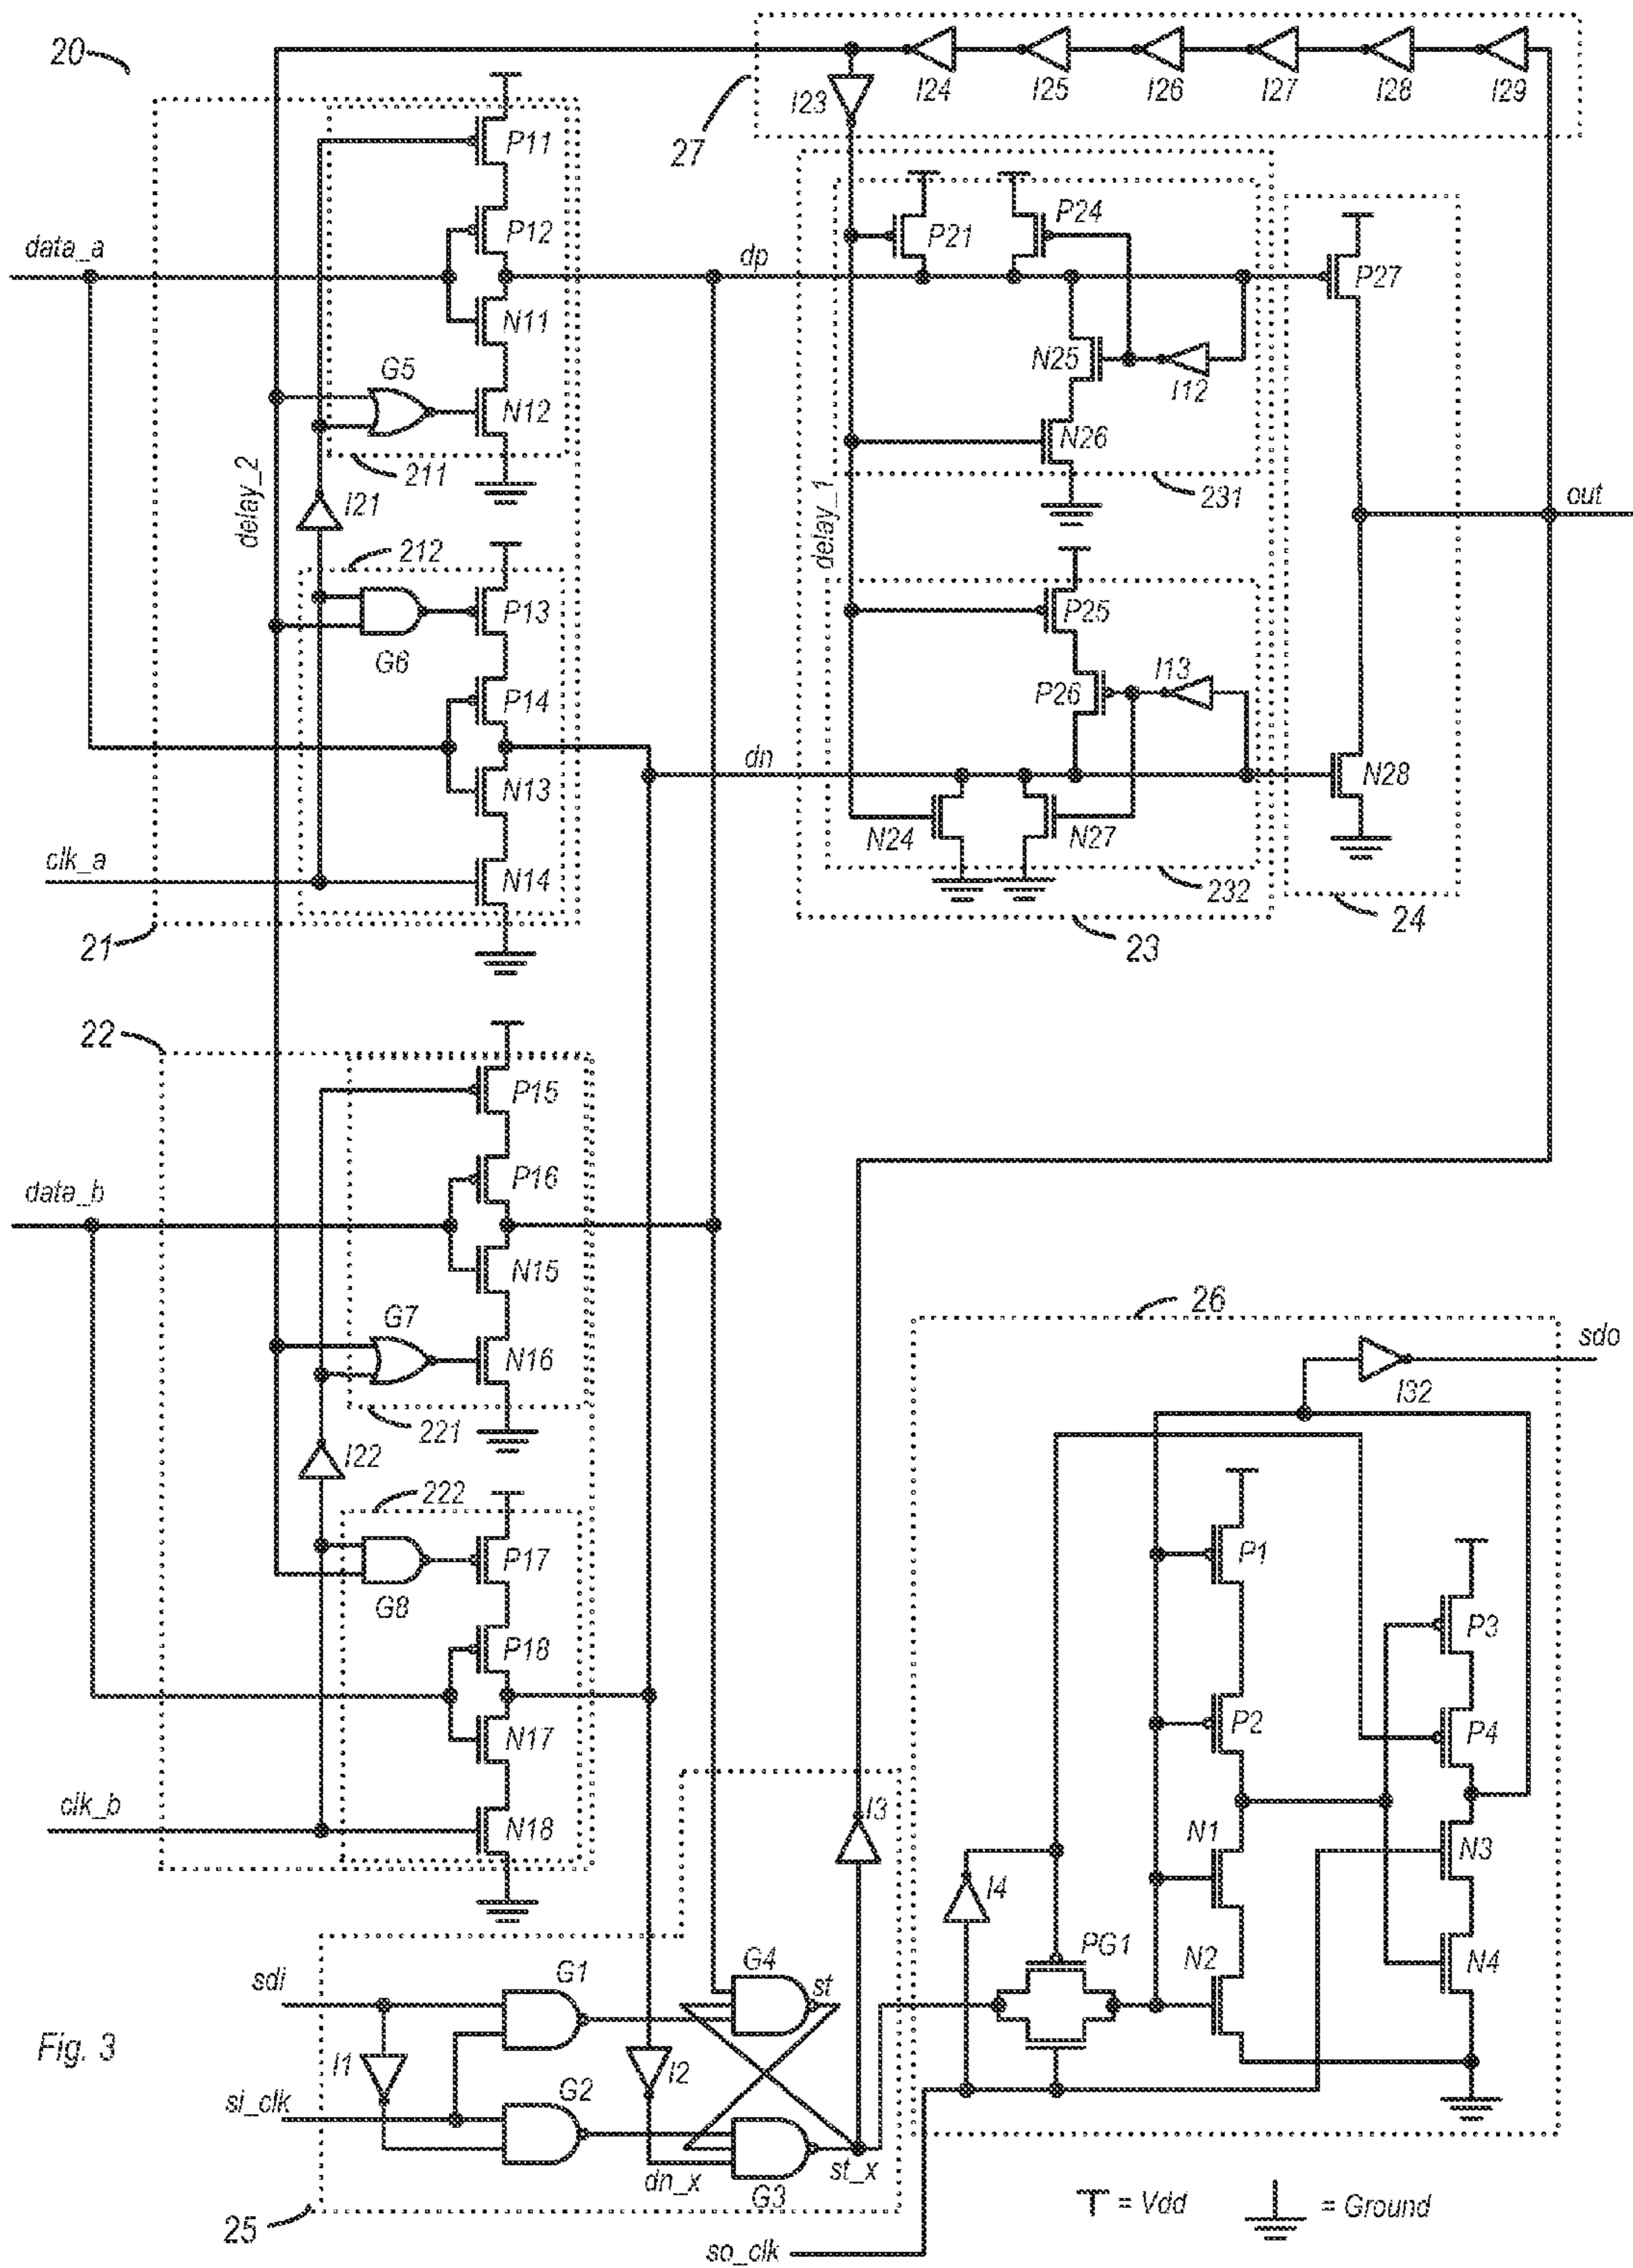 20
I24
I25
I26
I27
I28
I29
I23
27
P11
P12
data_a
dp
P21
P24
P27
N11
G5
N25
I12
N12
N26
211
delay_2
I21
delay_1
231
out
212
P13
P25
G6
P14
P26
I13
dn
N13
N24
N27
N28
clk_a
N14
232
21
23
24
22
P15
P16
data_b
N15
G7
26
sdo
N16
I32
221
I22
222
P17
P1
G8
P18
P3
P2
P4
N17
clk_b
N18
I3
N1
N3
I4
PG1
N2
N4
G1
G4
st
sdi
Fig. 3
I1
I2
si_clk
G2
dn_x
G3
st_x
25
so_clk
= Vdd
= Ground